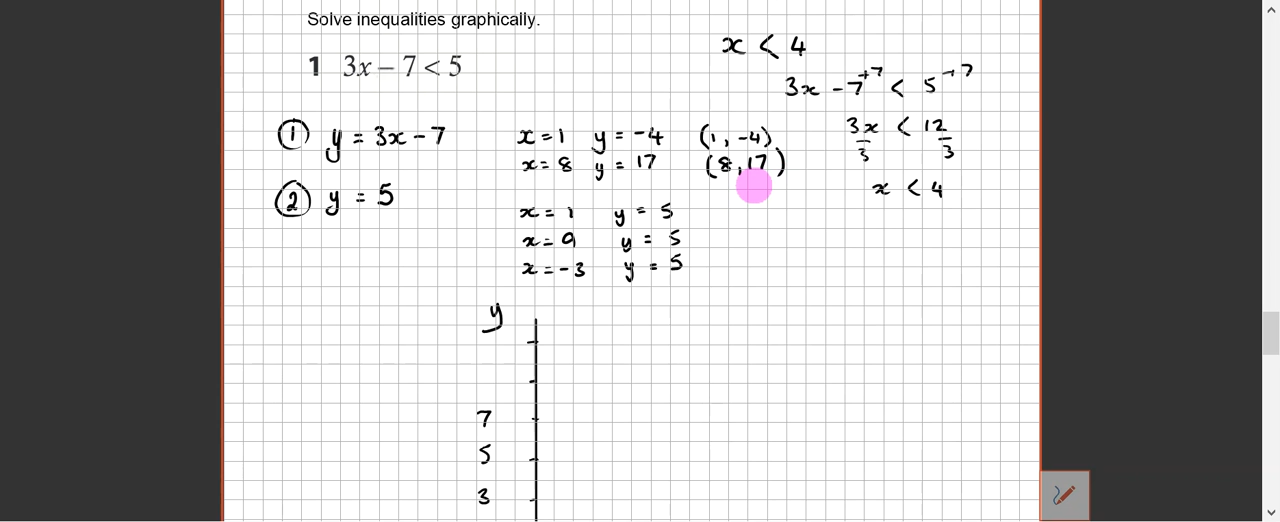 Solve inequalities graphically.
x < 4
1 3x – 7 < 5
3x - 7 +7 < 5 +7
① y = 3x - 7
x = 1 y = -4 (1, -4)
3x/3 < 12/3
x = 8 y = 17 (8, 17)
② y = 5
x < 4
x = 1 y = 5
x = 9 y = 5
x = -3 y = 5
y
7
5
3